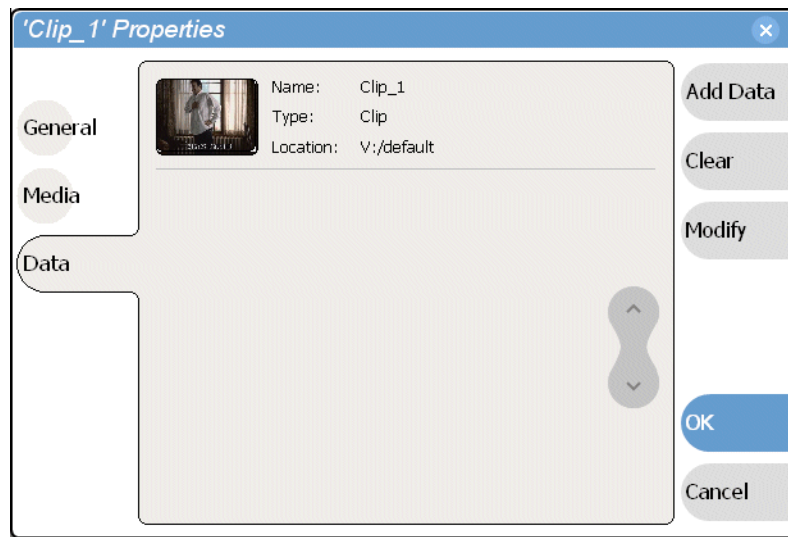 'Clip_1' Properties
General
Media
Data
Name: Clip_1
Type: Clip
Location: V:/default
Add Data
Clear
Modify
OK
Cancel